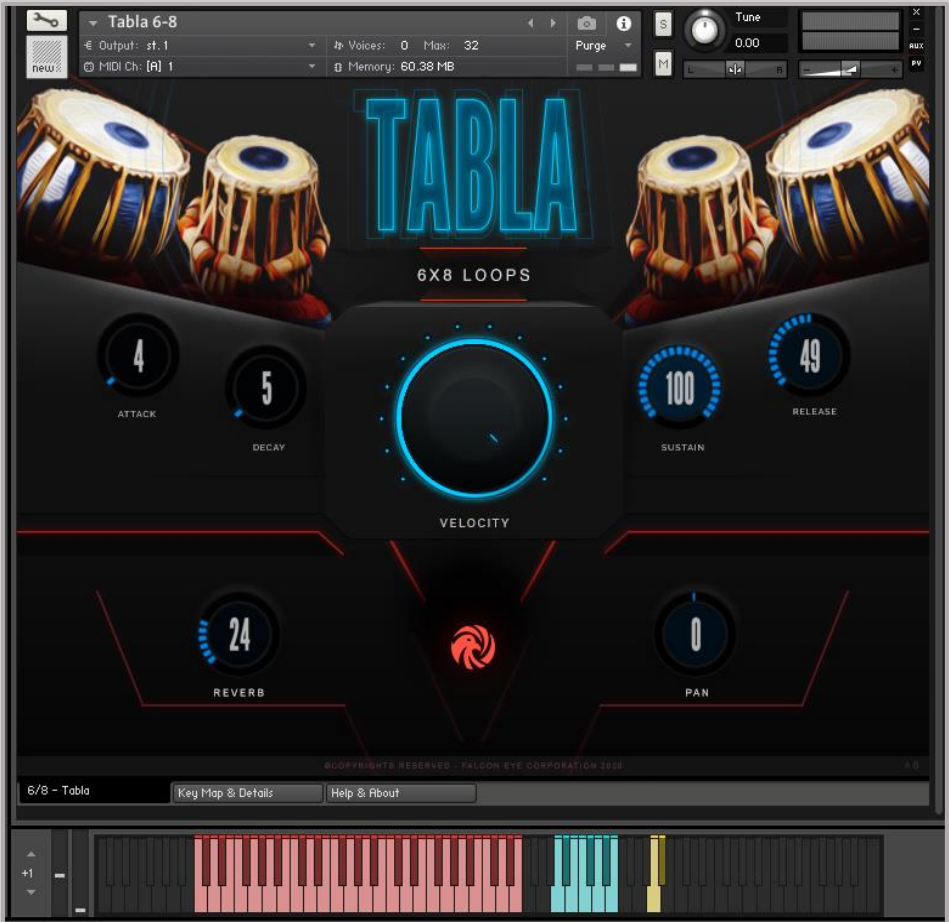 Tabla 6-8
Output: st.1
Voices: 0 Max: 32
Purge
MIDI Ch: [A] 1
Memory: 60.38 MB
new
S
M
Tune
0.00
L
R
-
+
×
-
AUX
PV
TABLA
6X8 LOOPS
4
ATTACK
5
DECAY
100
SUSTAIN
49
RELEASE
VELOCITY
24
REVERB
0
PAN
©COPYRIGHTS RESERVED - FALCON EYE CORPORATION 2020
6/8 - Tabla
Key Map & Details
Help & About
+1